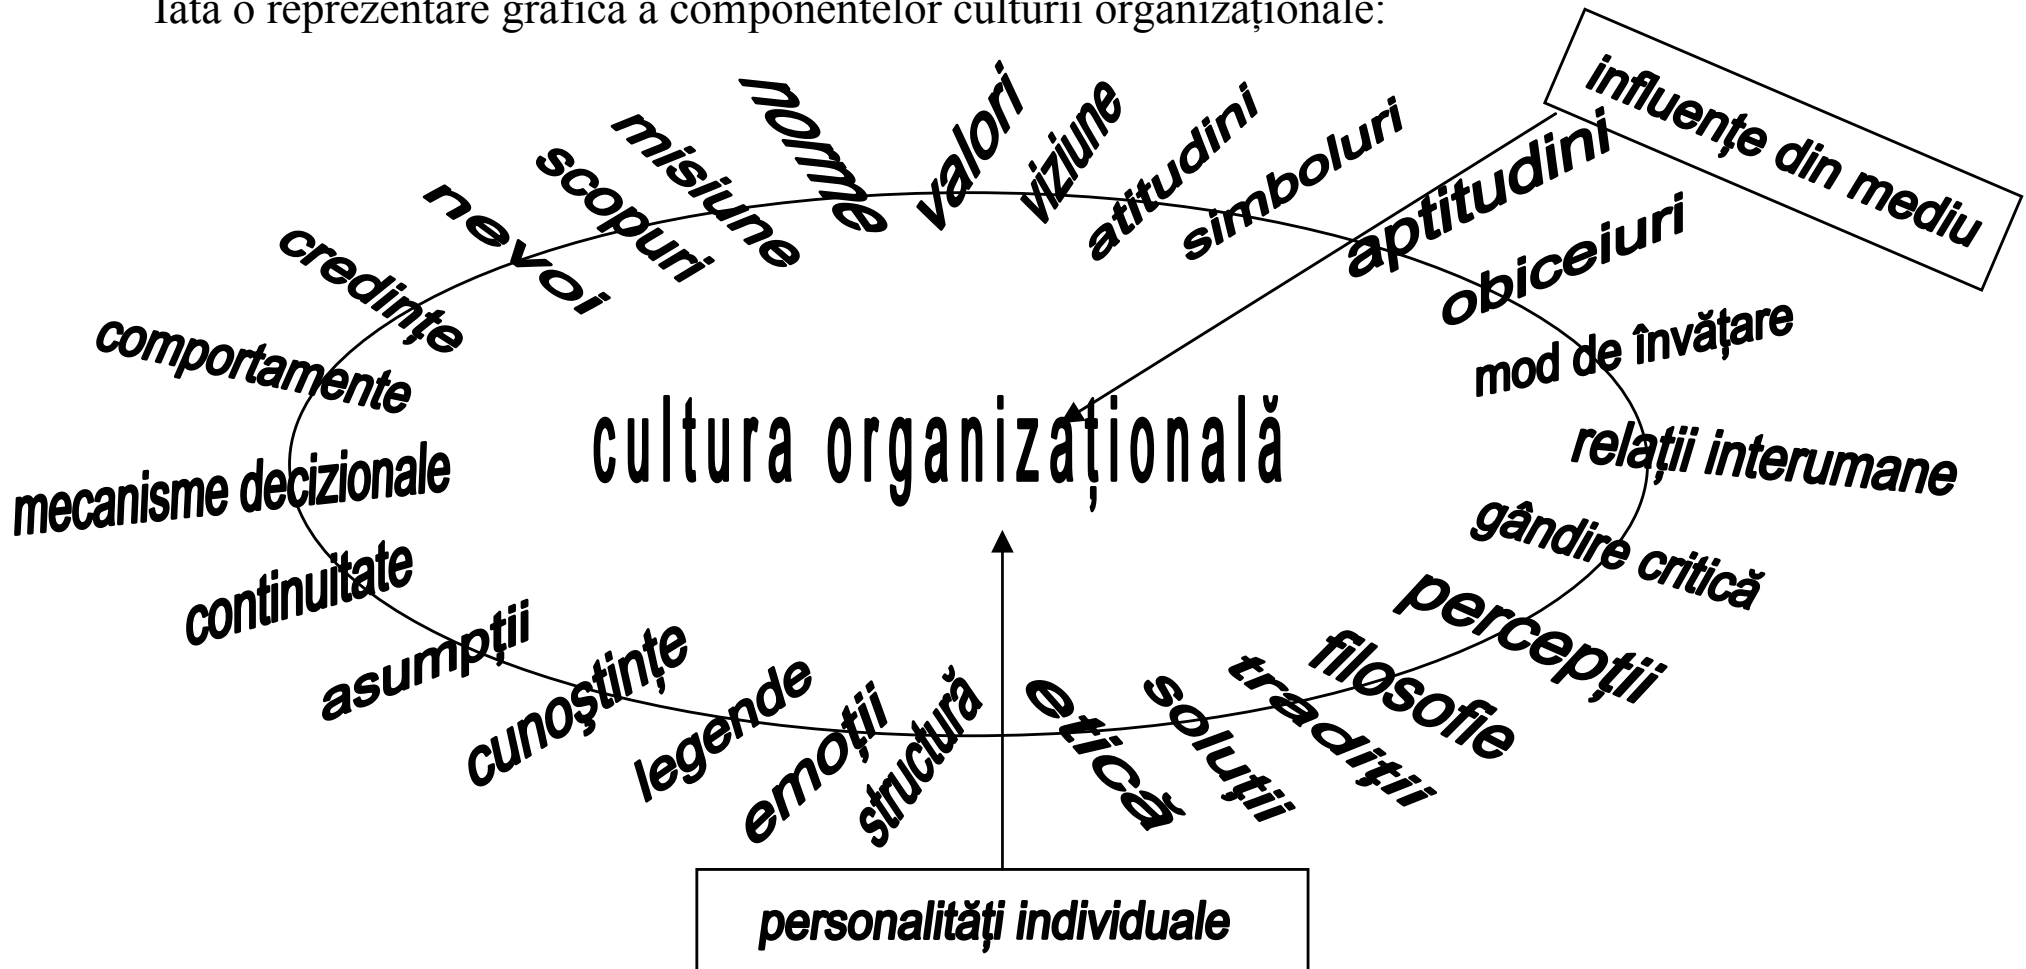 Iată o reprezentare grafică a componentelor culturii organizaționale:
influențe din mediu
norme
valori
viziune
atitudini
simboluri
aptitudini
obiceiuri
mod de învățare
relații interumane
gândire critică
percepții
filosofie
tradiții
soluții
etică
structură
emoții
legende
cunoștințe
asumpții
continuitate
mecanisme decizionale
comportamente
credințe
nevoi
scopuri
misiune
cultura organizațională
personalități individuale